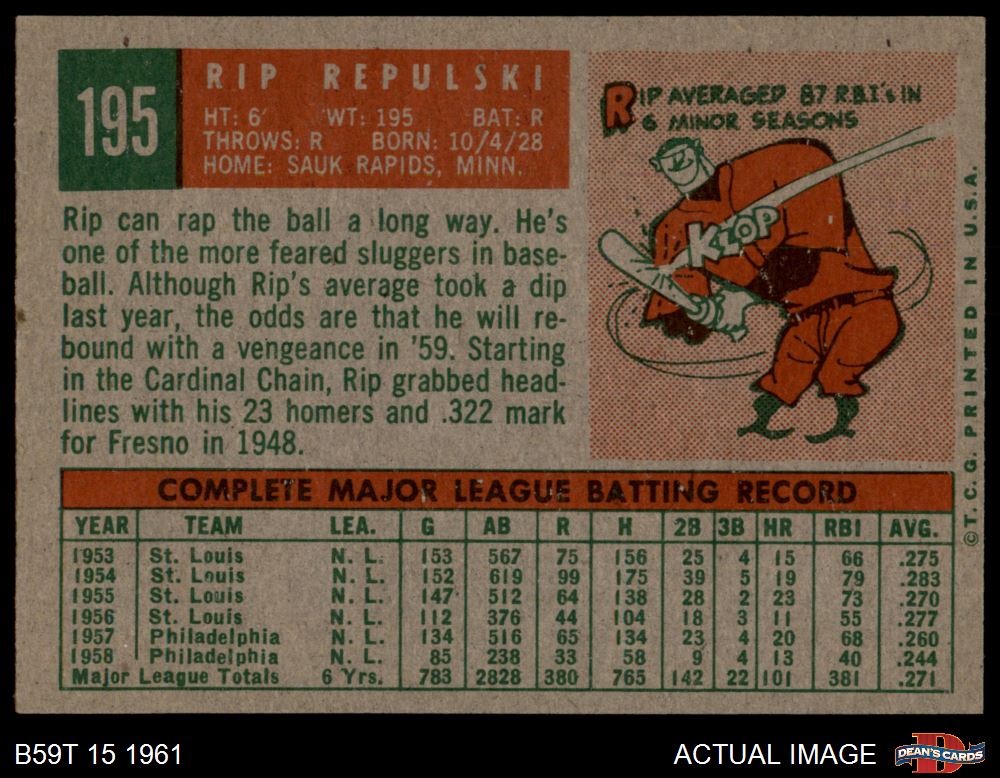 195
RIP REPULSKI
HT: 6' WT: 195 BAT: R
THROWS: R BORN: 10/4/28
HOME: SAUK RAPIDS, MINN.
Rip can rap the ball a long way. He's
one of the more feared sluggers in base-
ball. Although Rip's average took a dip
last year, the odds are that he will re-
bound with a vengeance in '59. Starting
in the Cardinal Chain, Rip grabbed head-
lines with his 23 homers and .322 mark
for Fresno in 1948.
RIP AVERAGED 87 R.B.I.'s IN
6 MINOR SEASONS
KZOP
COMPLETE MAJOR LEAGUE BATTING RECORD
YEAR TEAM LEA. G AB R H 2B 3B HR RBI AVG.
1953 St. Louis N. L. 153 567 75 156 25 4 15 66 .275
1954 St. Louis N. L. 152 619 99 175 39 5 19 79 .283
1955 St. Louis N. L. 147 512 64 138 28 2 23 73 .270
1956 St. Louis N. L. 112 376 44 104 18 3 11 55 .277
1957 Philadelphia N. L. 134 516 65 134 23 4 20 68 .260
1958 Philadelphia N. L. 85 238 33 58 9 4 13 40 .244
Major League Totals 6 Yrs. 783 2828 380 765 142 22 101 381 .271
© T. C. G. PRINTED IN U.S.A.
B59T 15 1961
ACTUAL IMAGE
DEAN'S CARDS